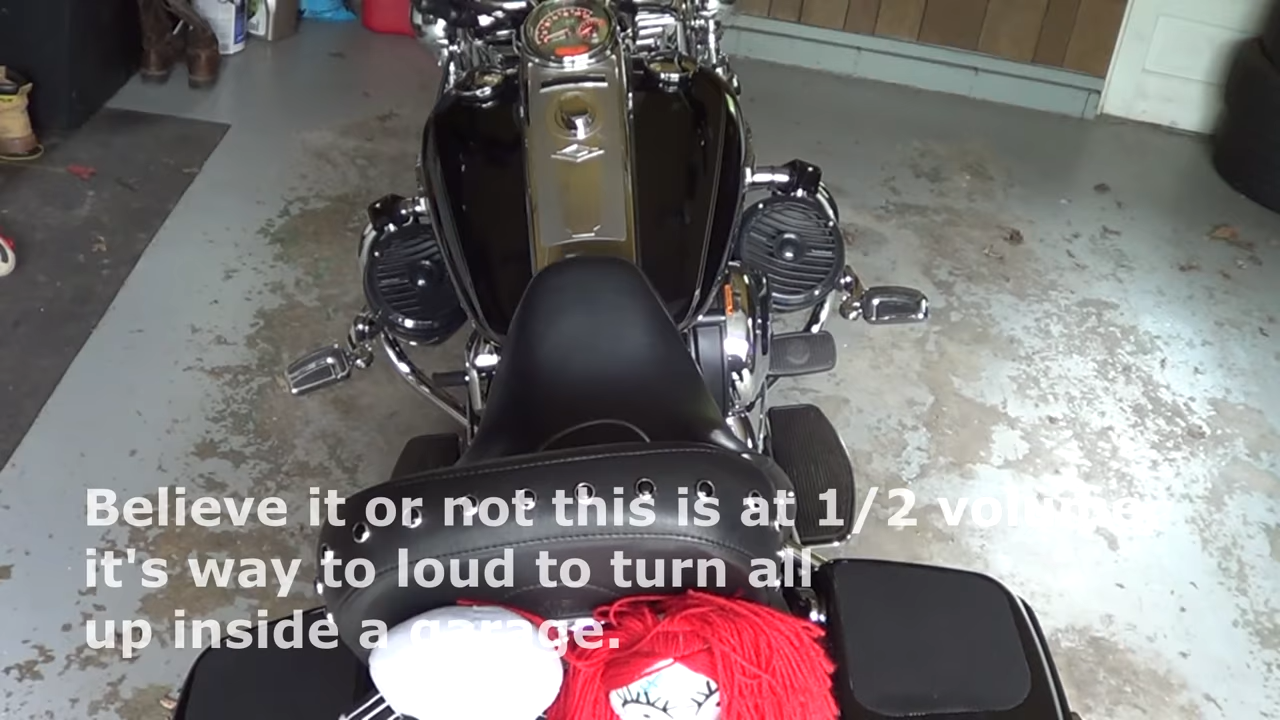 Believe it or not this is at 1/2 volume
it's way to loud to turn all
up inside a garage.